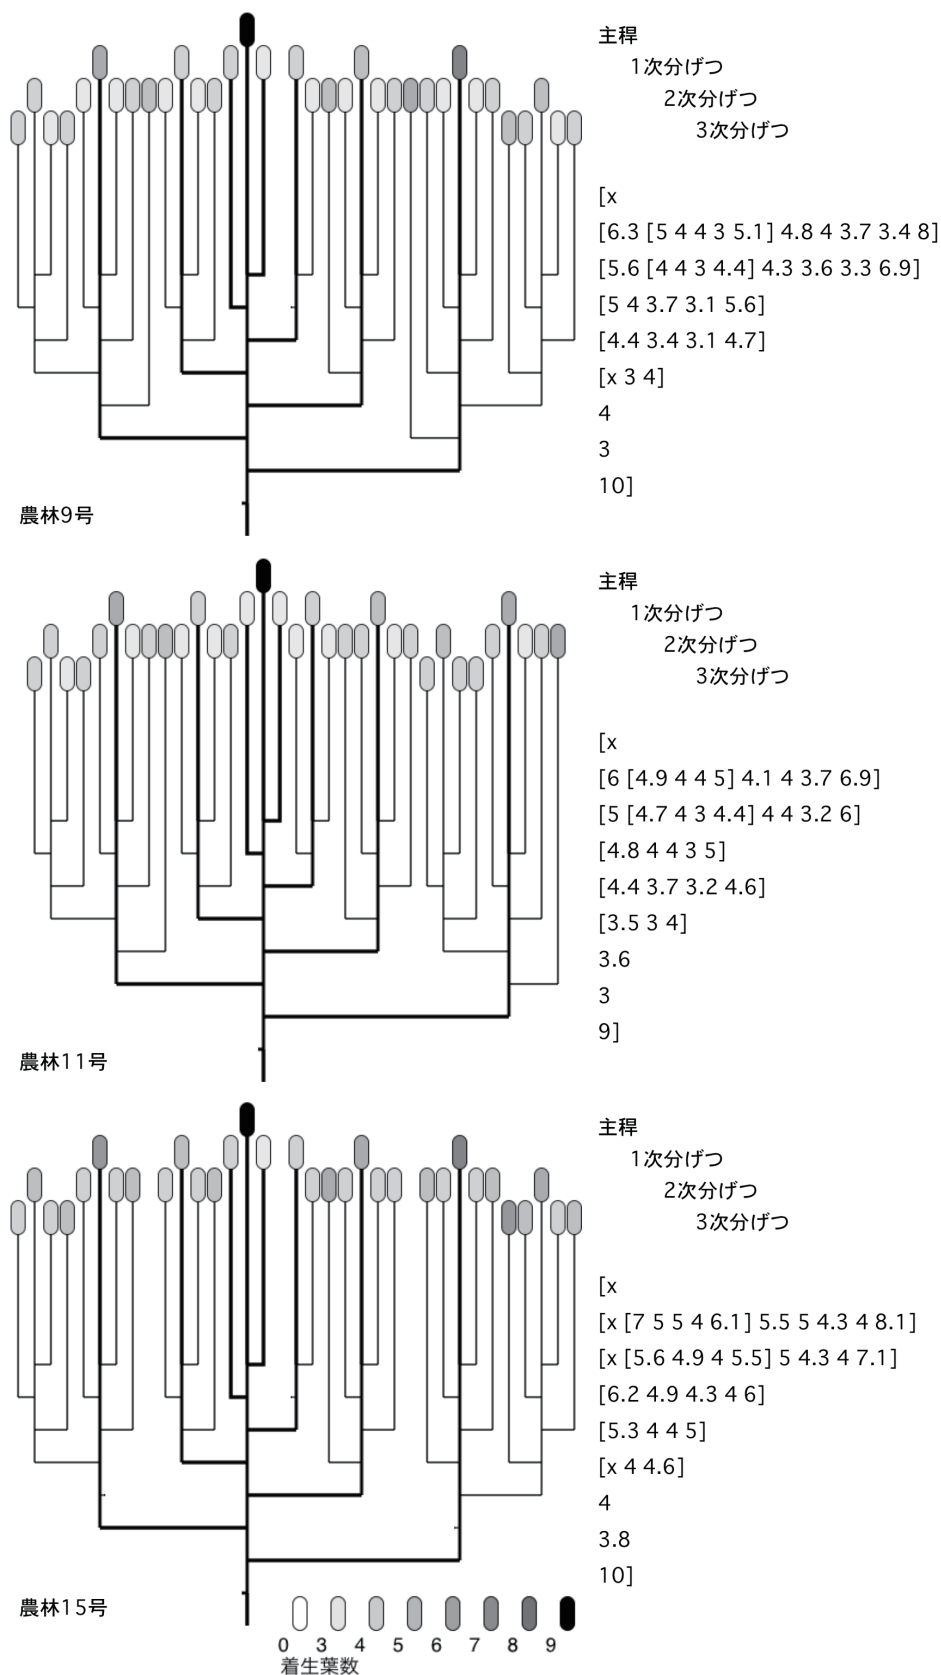 主稈
1次分げつ
2次分げつ
3次分げつ
[x
[6.3 [5 4 4 3 5.1] 4.8 4 3.7 3.4 8]
[5.6 [4 4 3 4.4] 4.3 3.6 3.3 6.9]
[5 4 3.7 3.1 5.6]
[4.4 3.4 3.1 4.7]
[x 3 4]
4
3
10]
農林9号
主稈
1次分げつ
2次分げつ
3次分げつ
[x
[6 [4.9 4 4 5] 4.1 4 3.7 6.9]
[5 [4.7 4 3 4.4] 4 4 3.2 6]
[4.8 4 4 3 5]
[4.4 3.7 3.2 4.6]
[3.5 3 4]
3.6
3
9]
農林11号
主稈
1次分げつ
2次分げつ
3次分げつ
[x
[x [7 5 5 4 6.1] 5.5 5 4.3 4 8.1]
[x [5.6 4.9 4 5.5] 5 4.3 4 7.1]
[6.2 4.9 4.3 4 6]
[5.3 4 4 5]
[x 4 4.6]
4
3.8
10]
農林15号
0 3 4 5 6 7 8 9
着生葉数